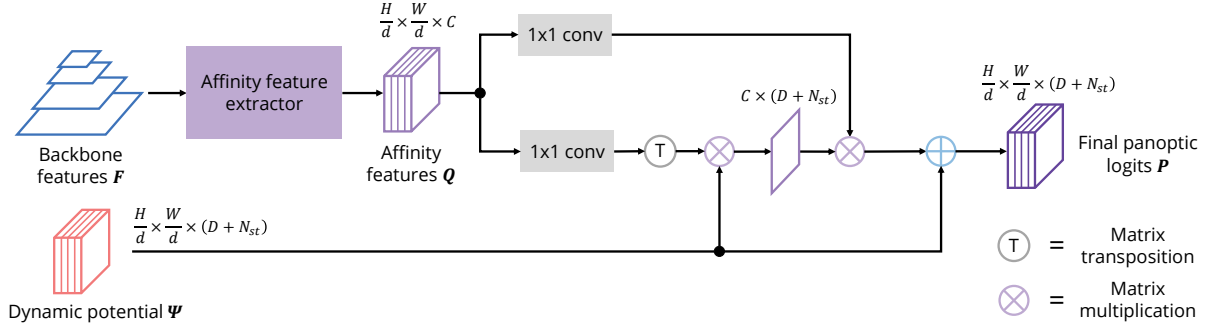 H/d × W/d × C
1x1 conv
Affinity feature
extractor
H/d × W/d × (D + N_st)
C × (D + N_st)
1x1 conv
T
Backbone
features F
Affinity
features Q
Final panoptic
logits P
H/d × W/d × (D + N_st)
T = Matrix
transposition
Dynamic potential Ψ
= Matrix
multiplication